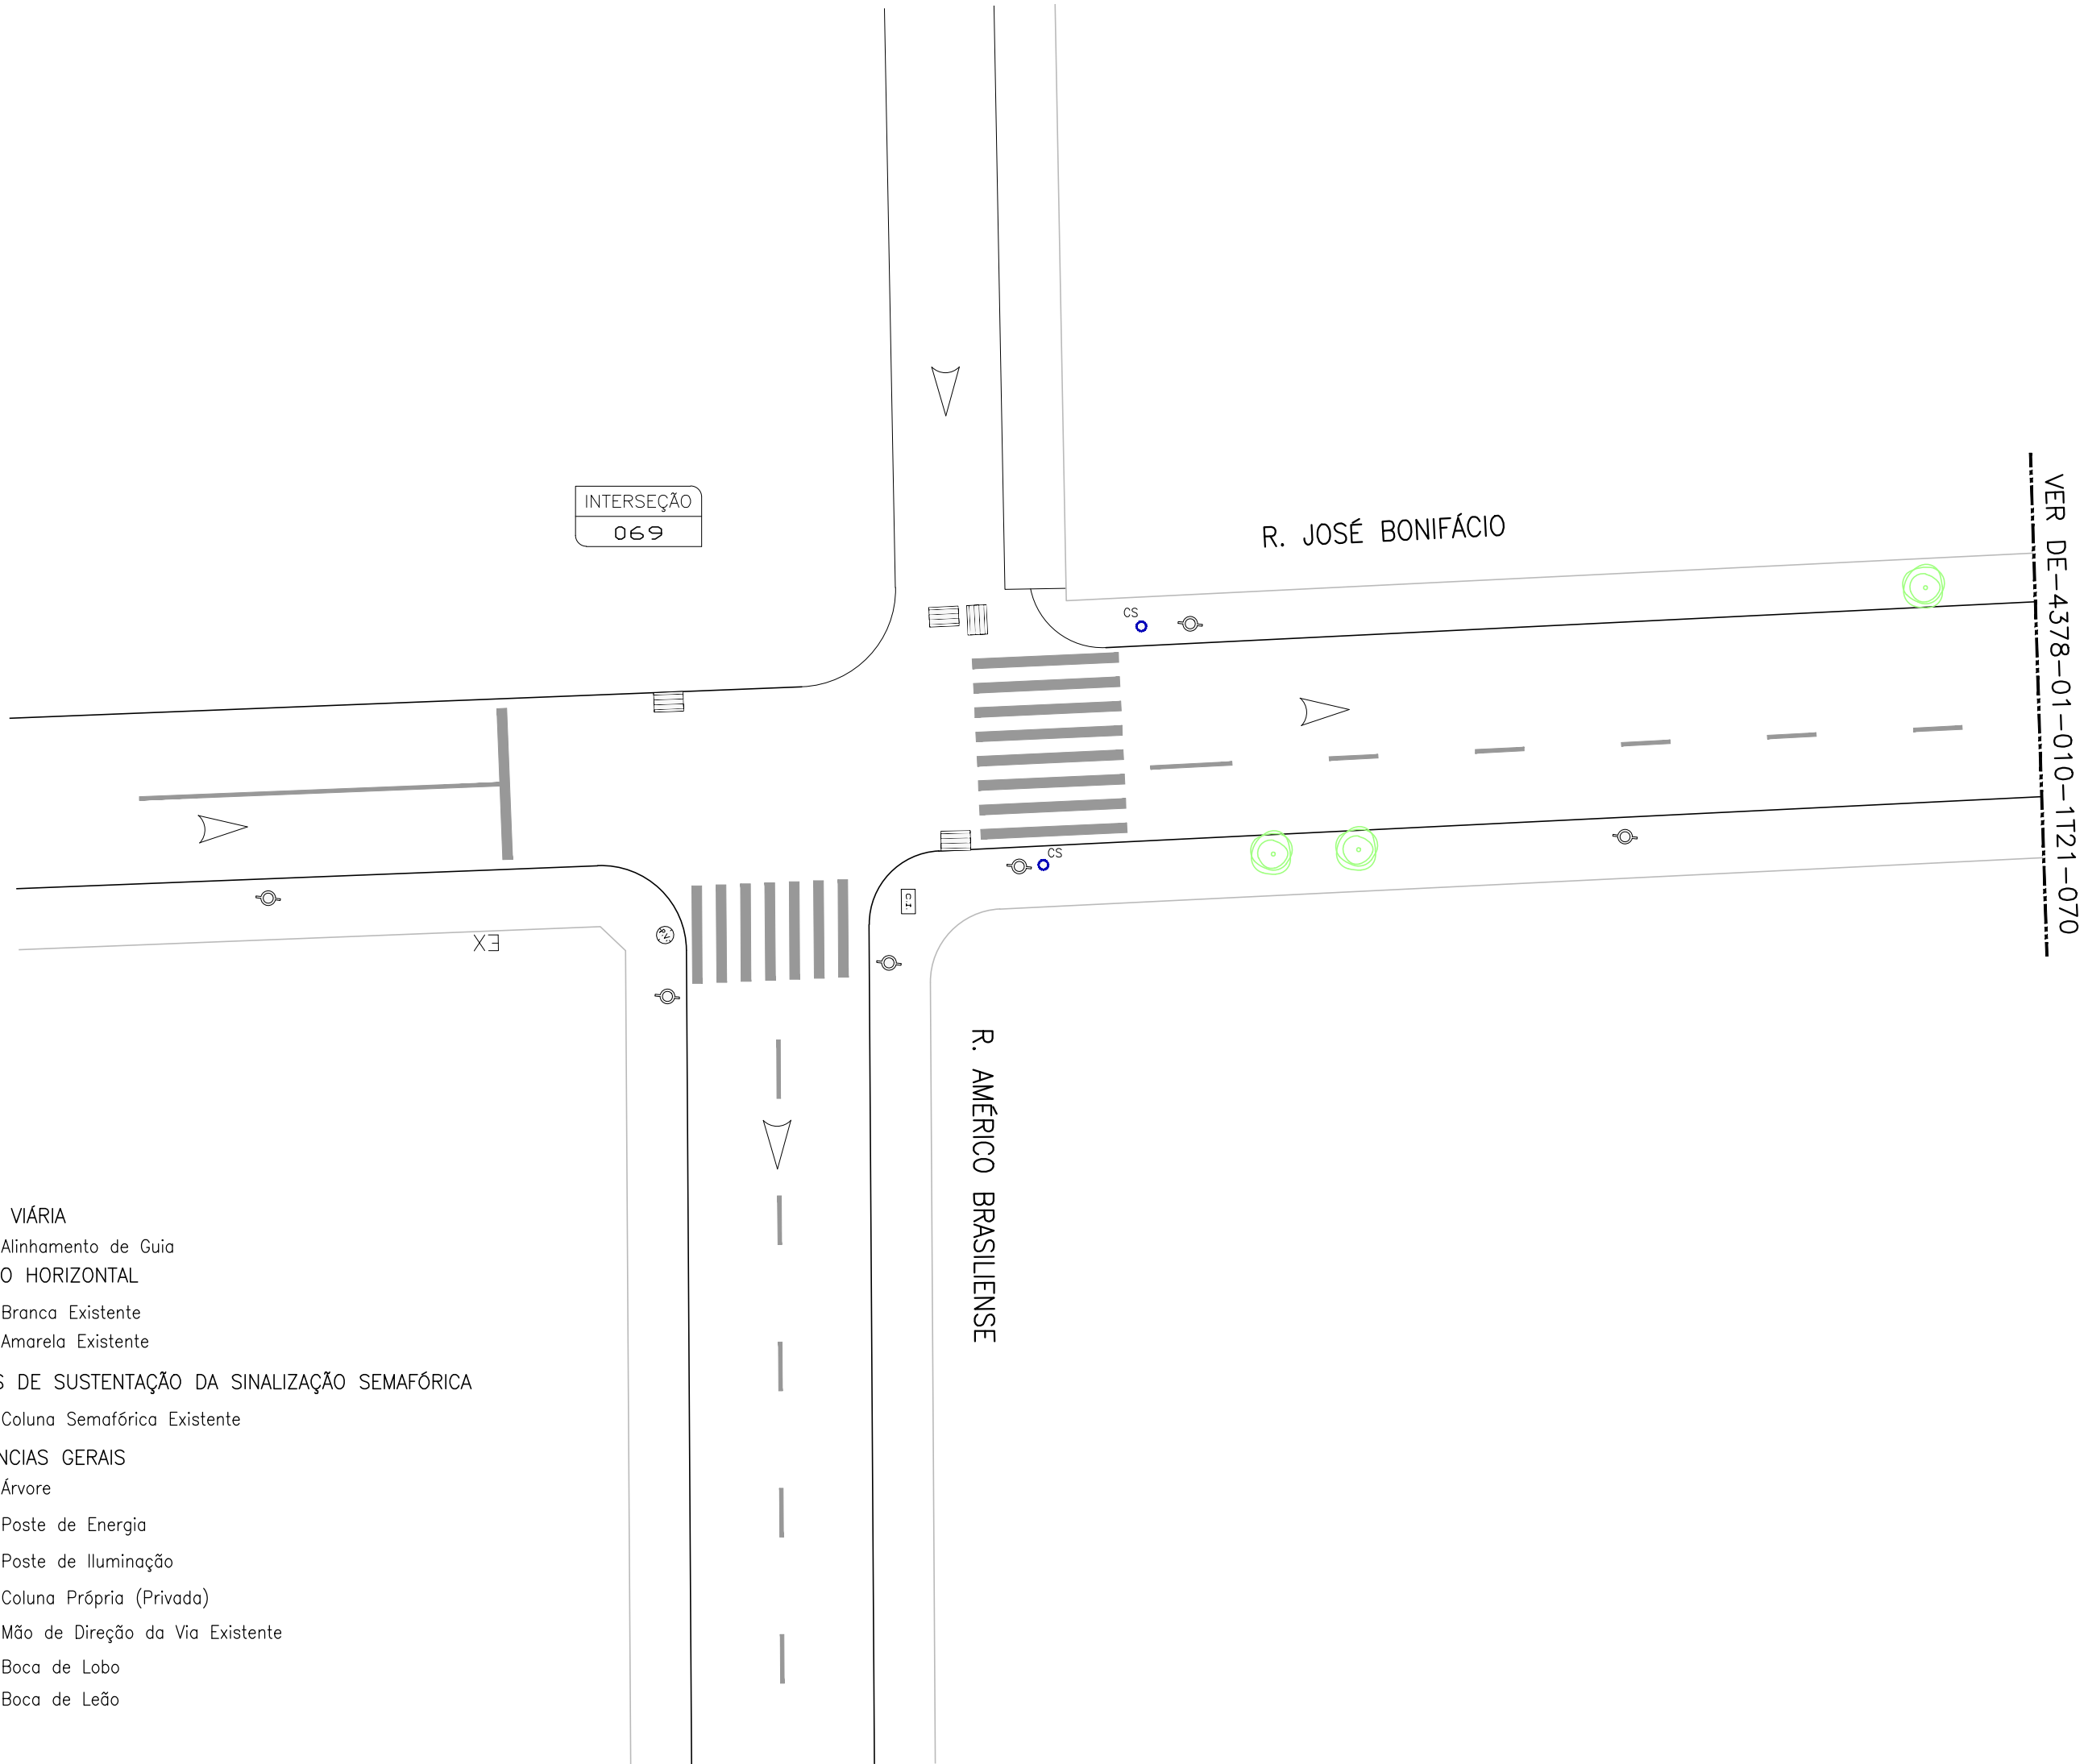 INTERSEÇÃO
069
R. JOSÉ BONIFÁCIO
VER DE-4378-01-010-1T21-070
CS
CS
C.I.
P.V.
EX
R. AMÉRICO BRASILIENSE
VIÁRIA
Alinhamento de Guia
O HORIZONTAL
Branca Existente
Amarela Existente
S DE SUSTENTAÇÃO DA SINALIZAÇÃO SEMAFÓRICA
Coluna Semafórica Existente
NCIAS GERAIS
Árvore
Poste de Energia
Poste de Iluminação
Coluna Própria (Privada)
Mão de Direção da Via Existente
Boca de Lobo
Boca de Leão